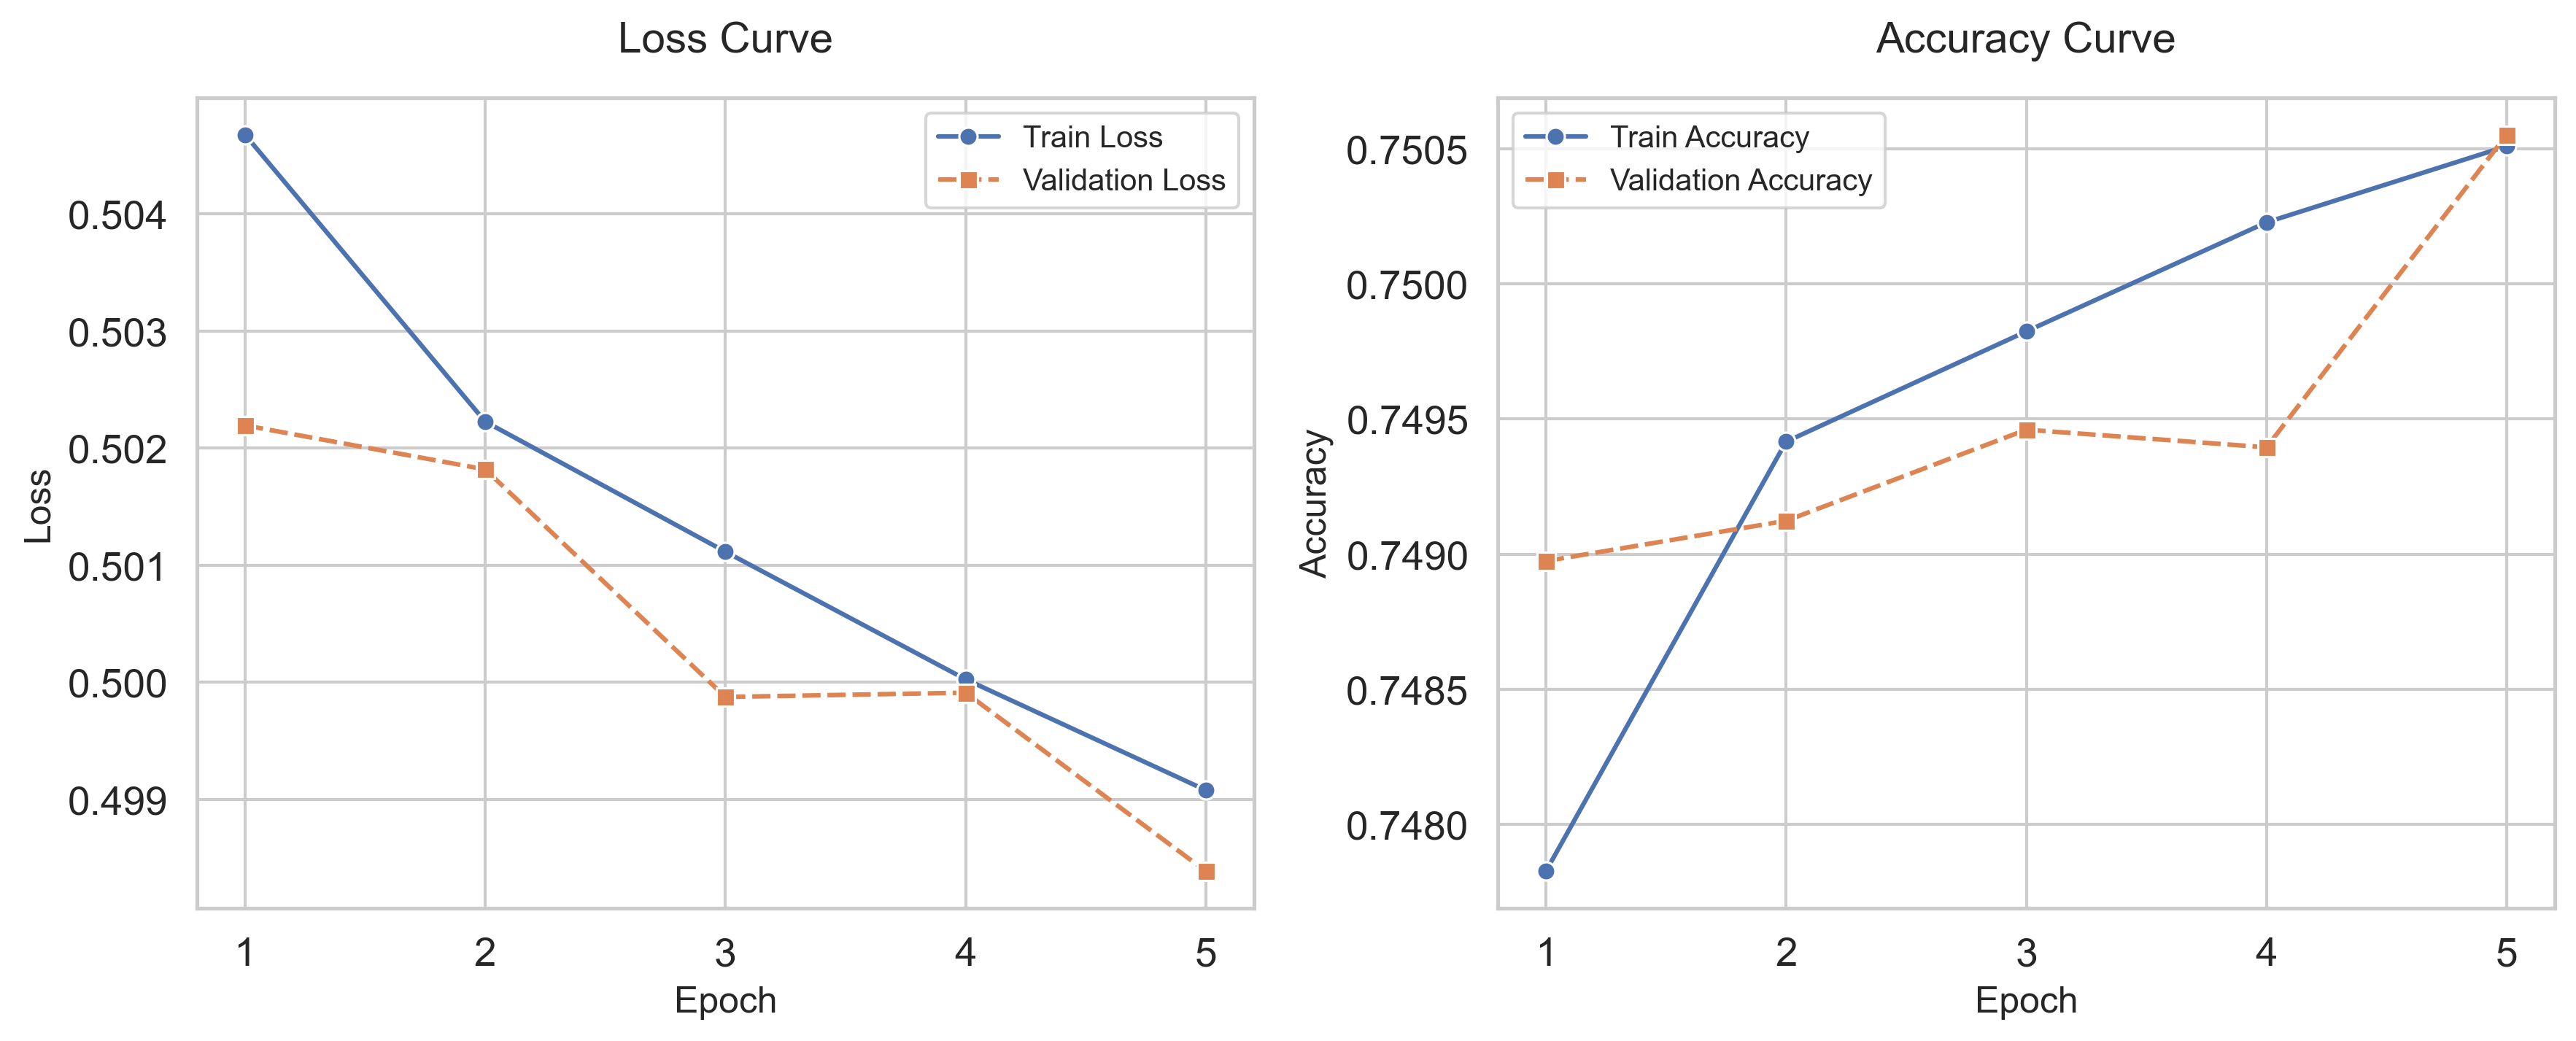 Loss Curve
Train Loss
Validation Loss
0.504
0.503
0.502
0.501
0.500
0.499
Loss
1 2 3 4 5
Epoch
Accuracy Curve
Train Accuracy
Validation Accuracy
0.7505
0.7500
0.7495
0.7490
0.7485
0.7480
Accuracy
1 2 3 4 5
Epoch